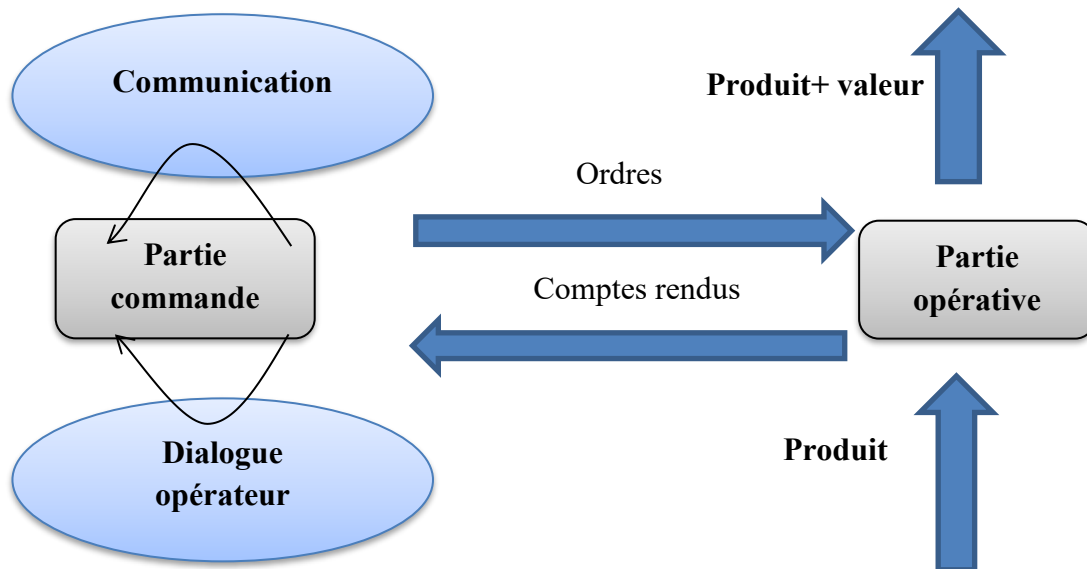 Communication
Produit+ valeur
Ordres
Partie
commande
Partie
opérative
Comptes rendus
Dialogue
opérateur
Produit